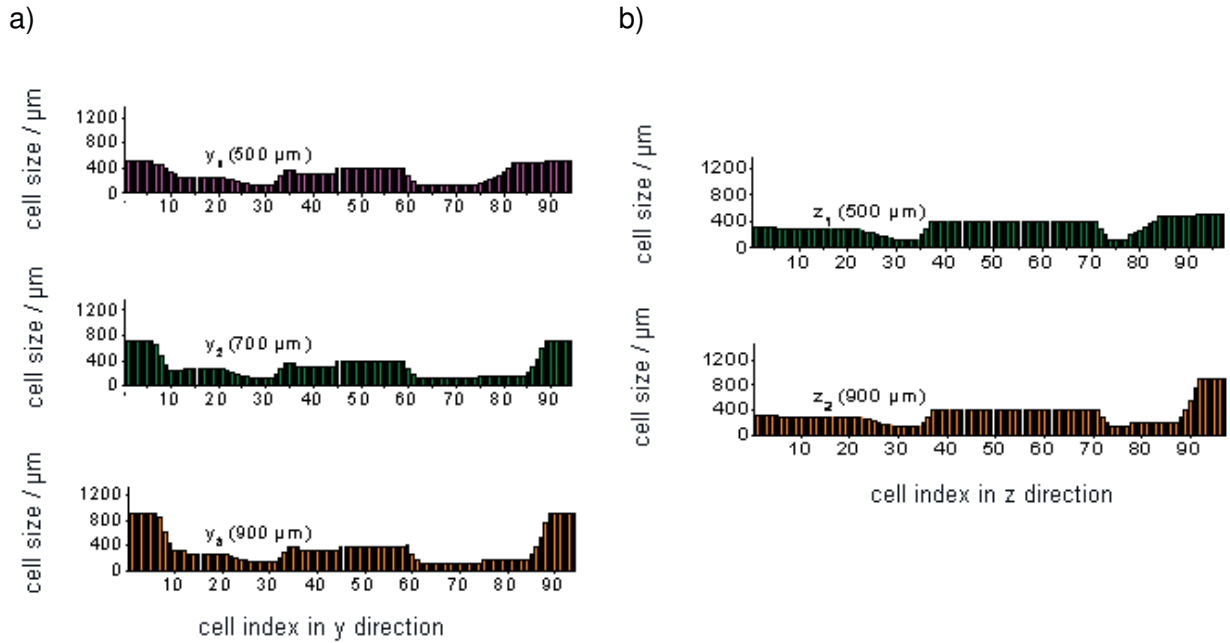 a)
cell size / µm
1200
800
400
0
y1 (500 µm)
10 20 30 40 50 60 70 80 90
cell size / µm
1200
800
400
0
y2 (700 µm)
10 20 30 40 50 60 70 80 90
cell size / µm
1200
800
400
0
y3 (900 µm)
10 20 30 40 50 60 70 80 90
cell index in y direction
b)
cell size / µm
1200
800
400
0
z1 (500 µm)
10 20 30 40 50 60 70 80 90
cell size / µm
1200
800
400
0
z2 (900 µm)
10 20 30 40 50 60 70 80 90
cell index in z direction